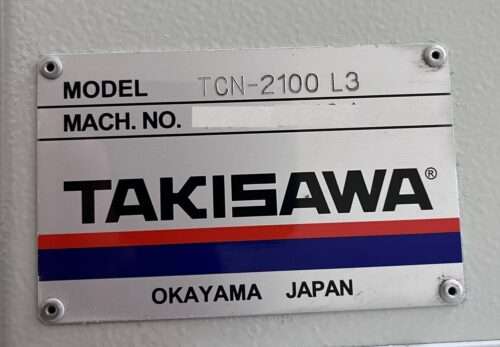 MODEL TCN-2100 L3
MACH. NO.
TAKISAWA®
OKAYAMA JAPAN